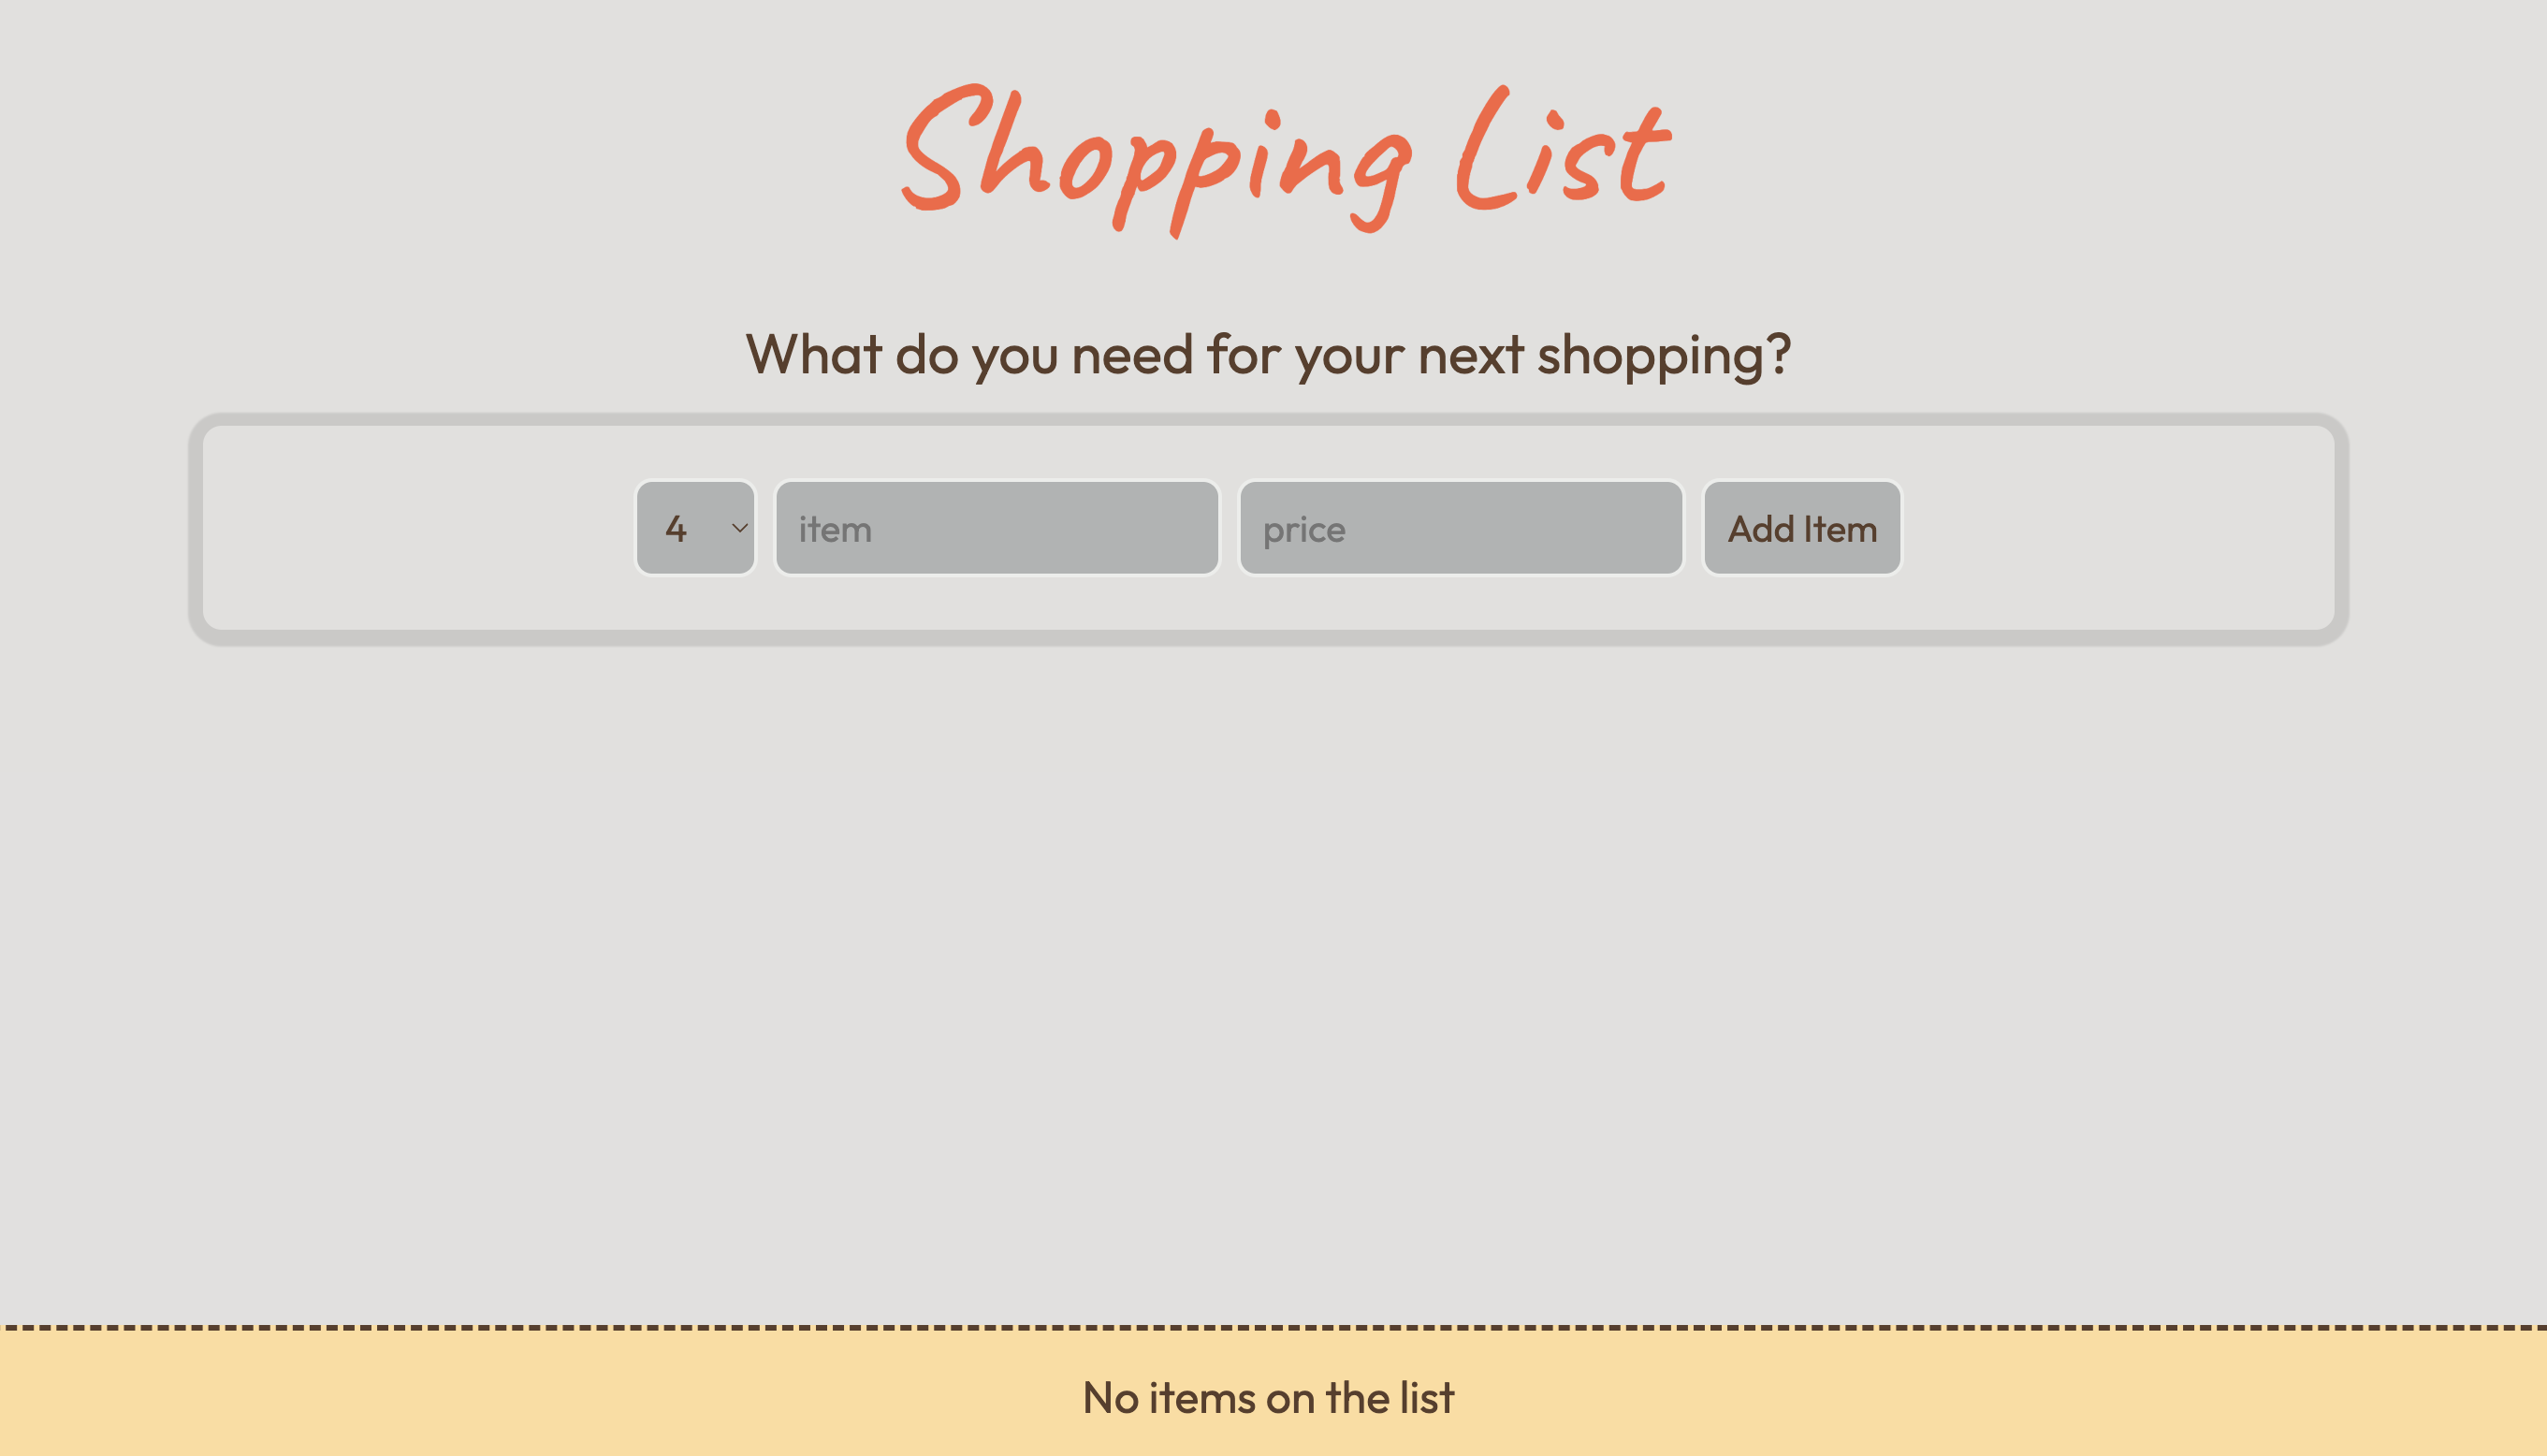 Shopping List
What do you need for your next shopping?
4 item price Add Item
No items on the list